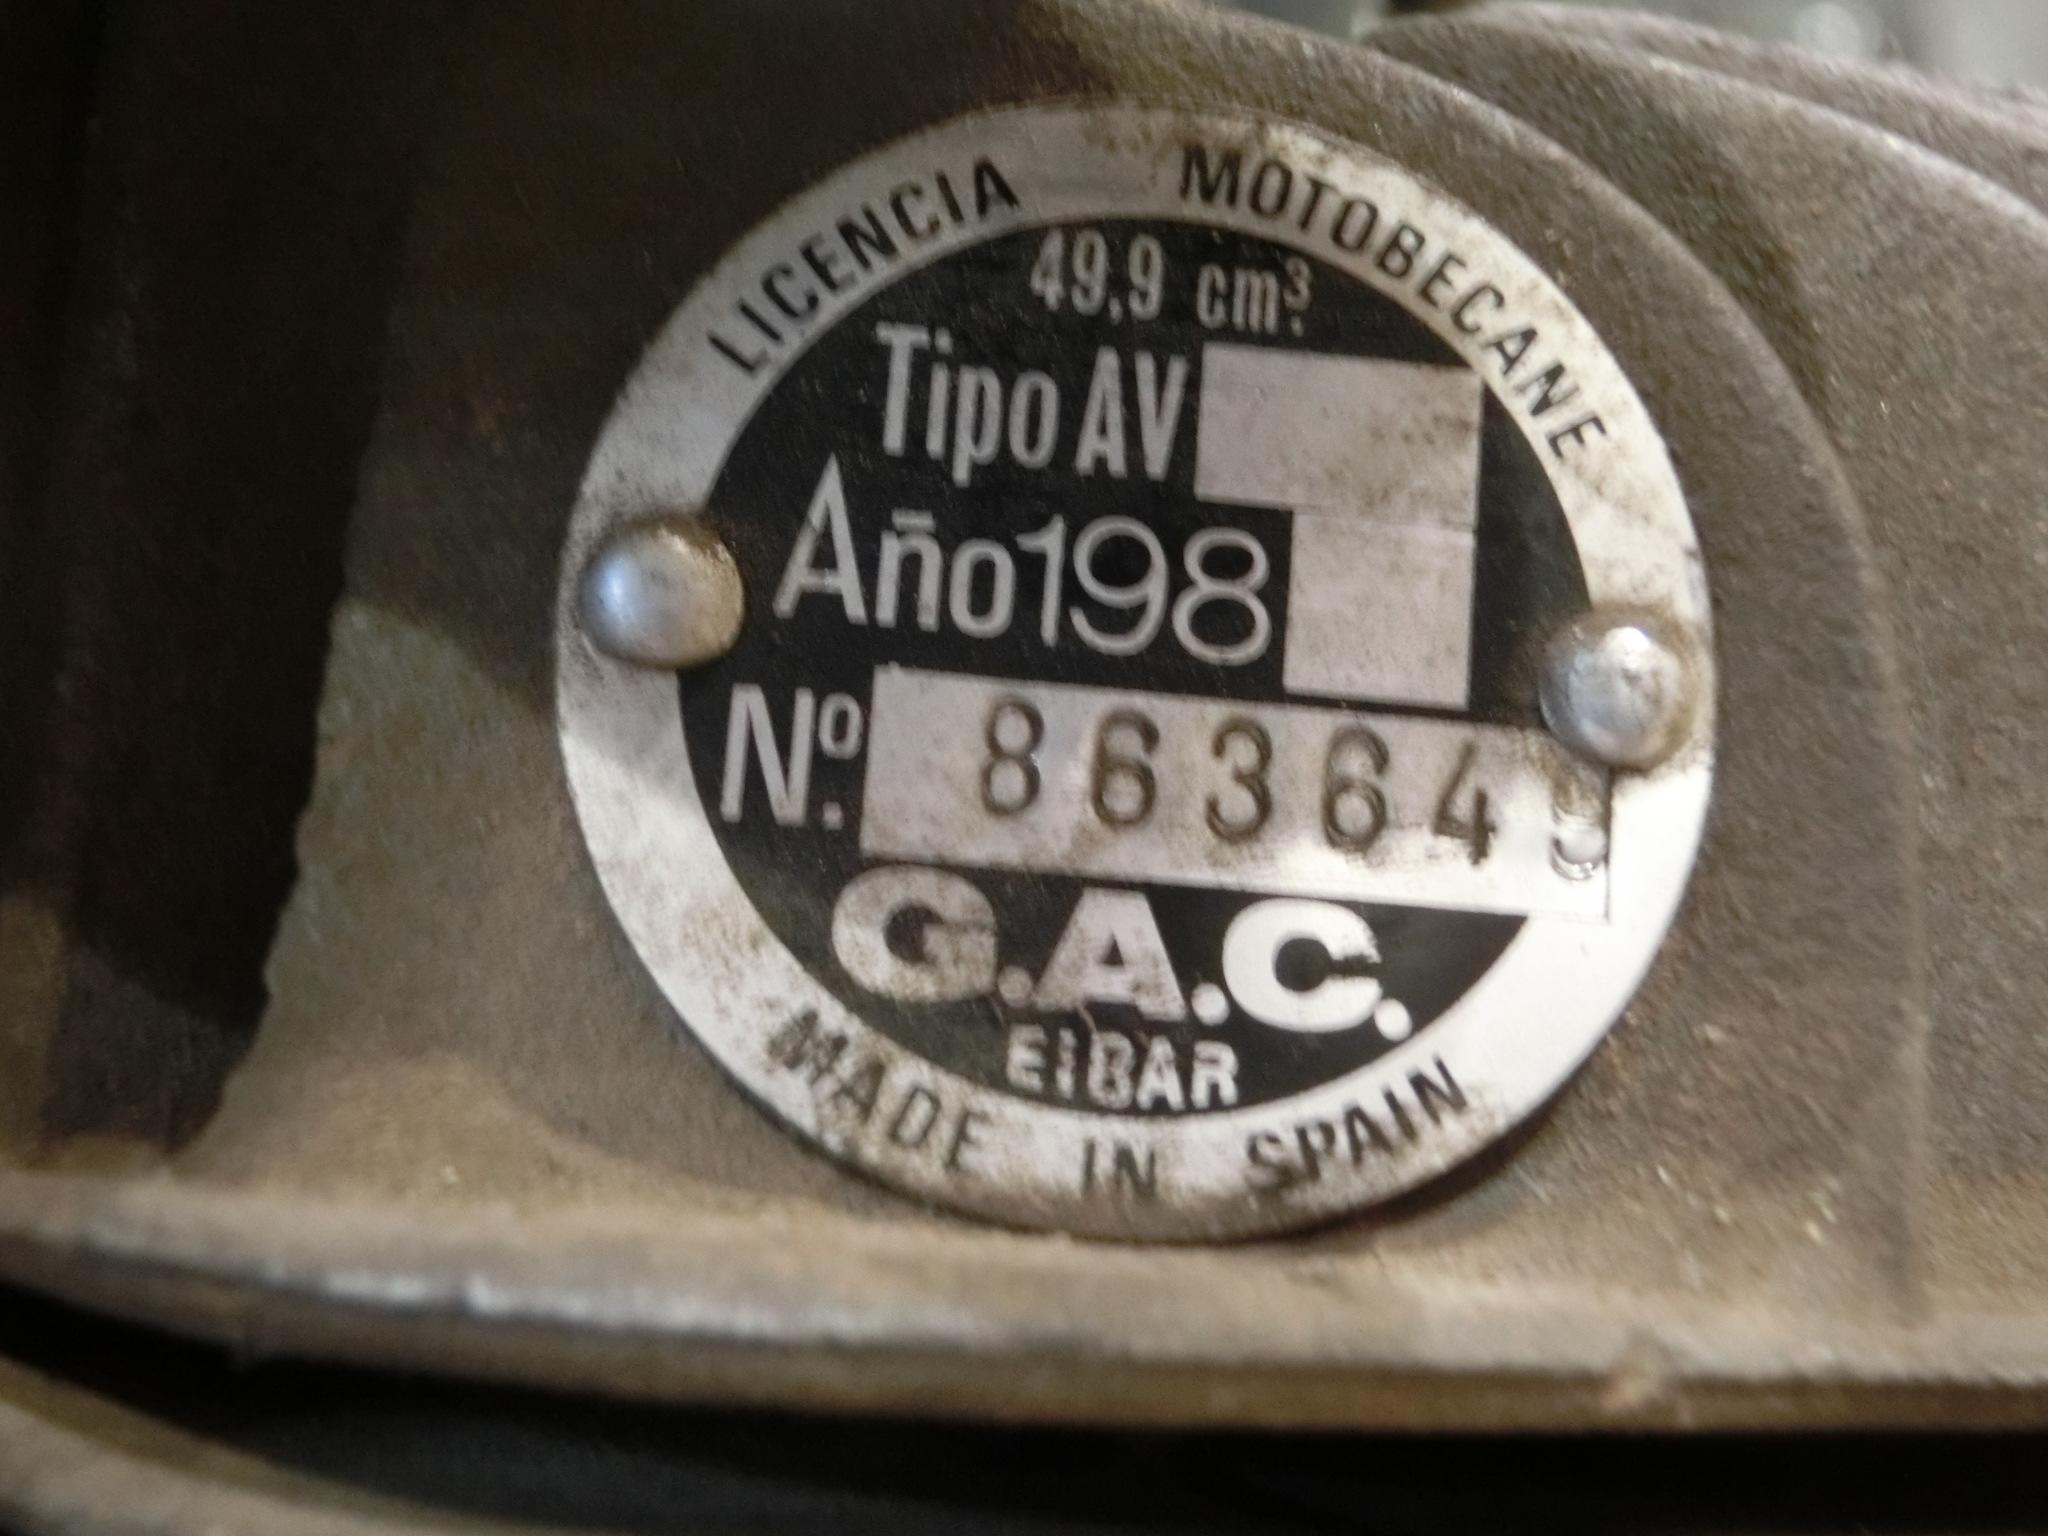 LICENCIA MOTOBECANE
49.9 cm³.
Tipo AV
Año 198
Nº. 86364
G.A.C.
EIBAR
MADE IN SPAIN